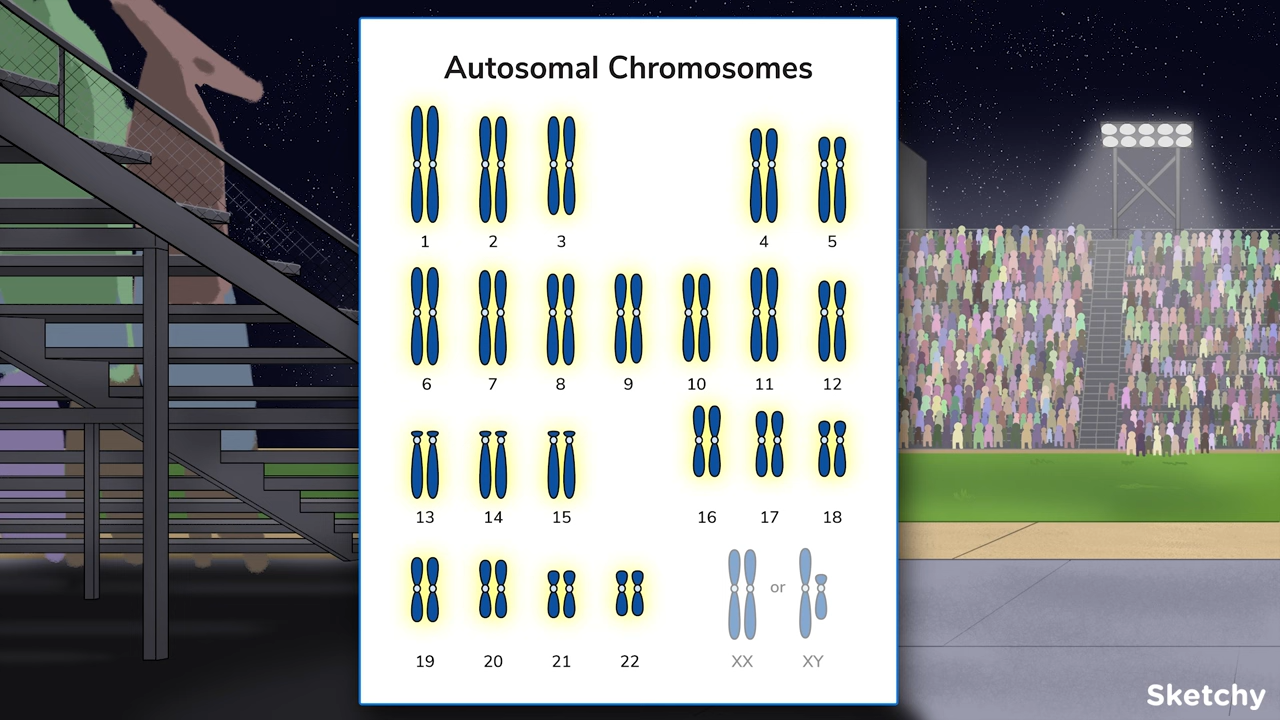 Autosomal Chromosomes
1 2 3 4 5
6 7 8 9 10 11 12
13 14 15 16 17 18
or
19 20 21 22 XX XY
Sketchy